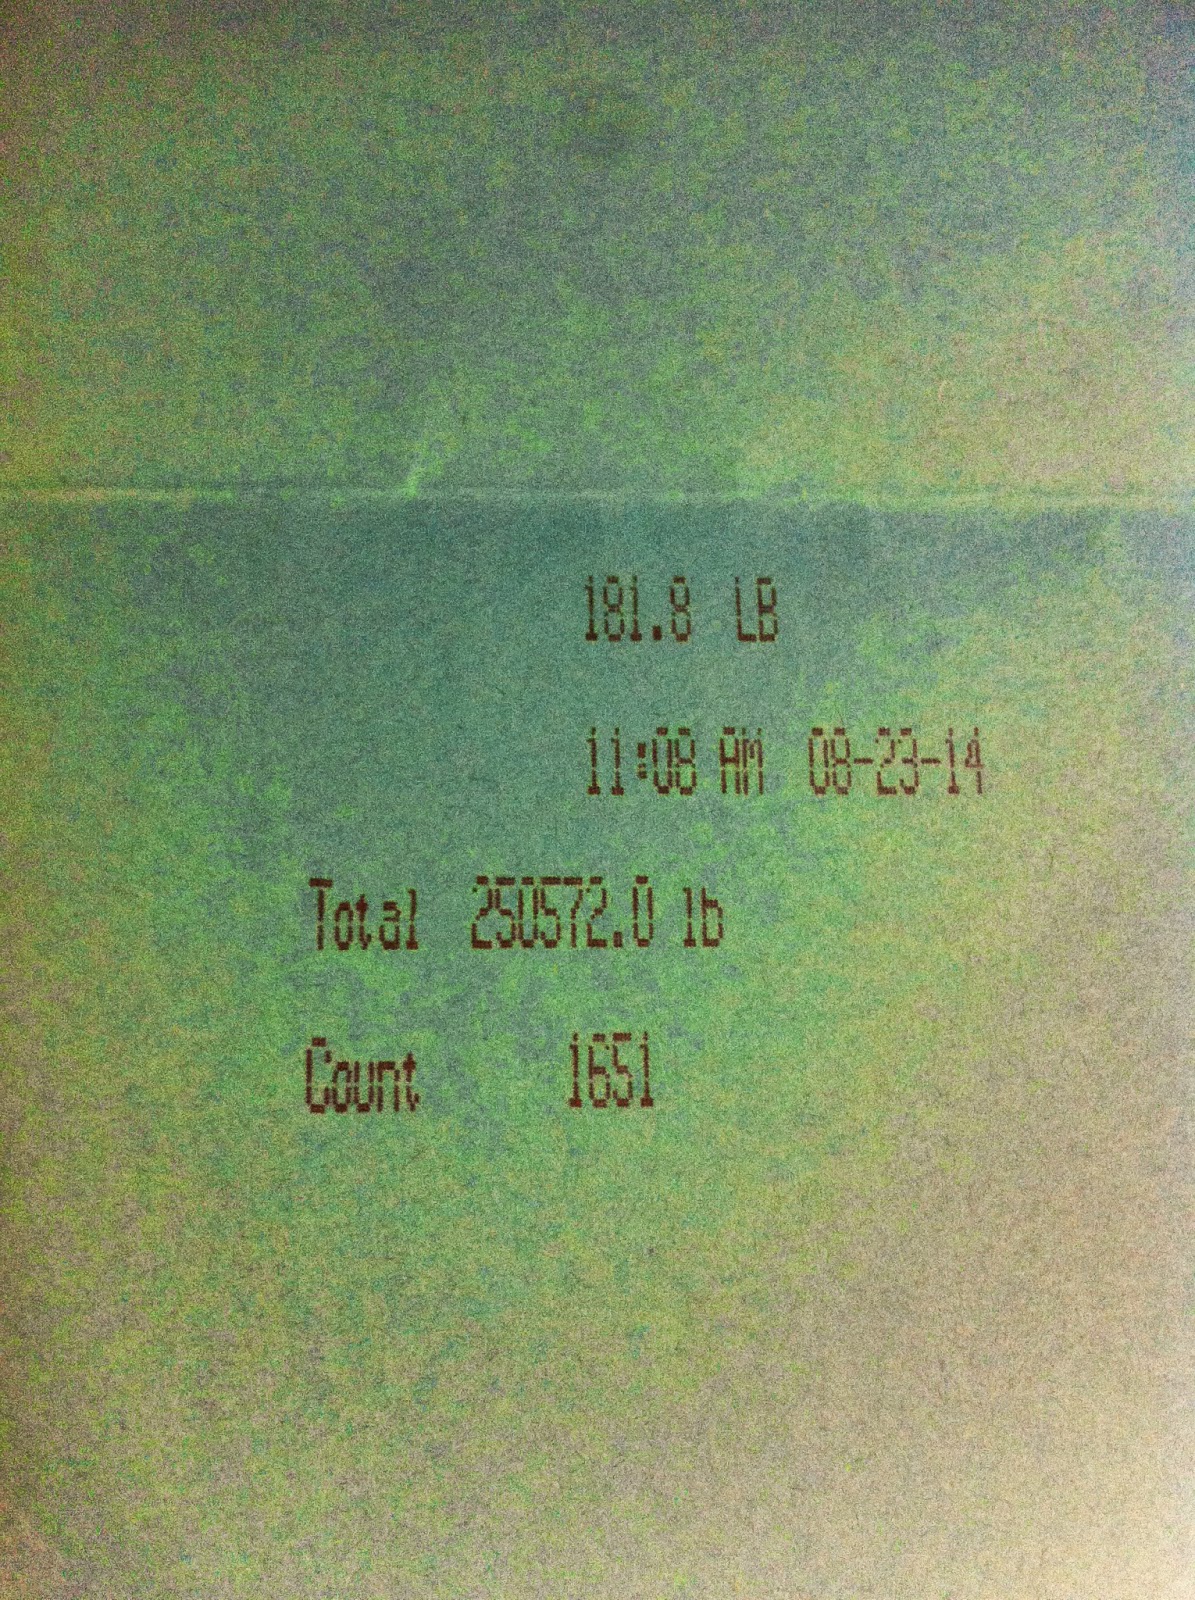 181.8 LB
11:08 AM 08-23-14
Total 250572.0 lb
Count 1651